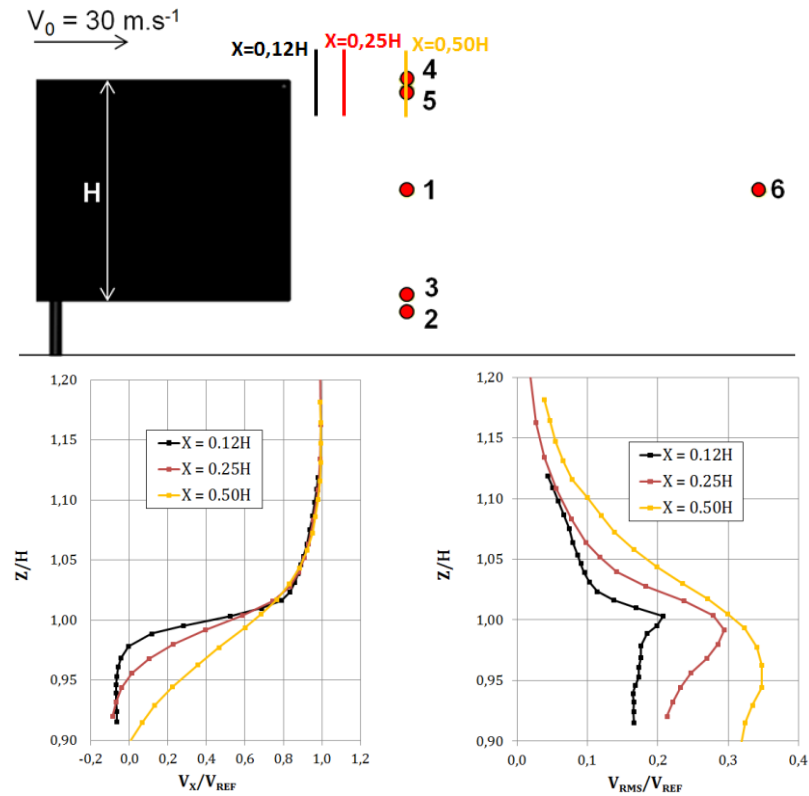 V₀ = 30 m.s⁻¹
X=0,12H
X=0,25H
X=0,50H
4
5
H
1
6
3
2
1,20
1,15
1,10
1,05
1,00
0,95
0,90
Z/H
X = 0.12H
X = 0.25H
X = 0.50H
-0,2 0,0 0,2 0,4 0,6 0,8 1,0 1,2
V_X/V_REF
1,20
1,15
1,10
1,05
1,00
0,95
0,90
Z/H
X = 0.12H
X = 0.25H
X = 0.50H
0,0 0,1 0,2 0,3 0,4
V_RMS/V_REF